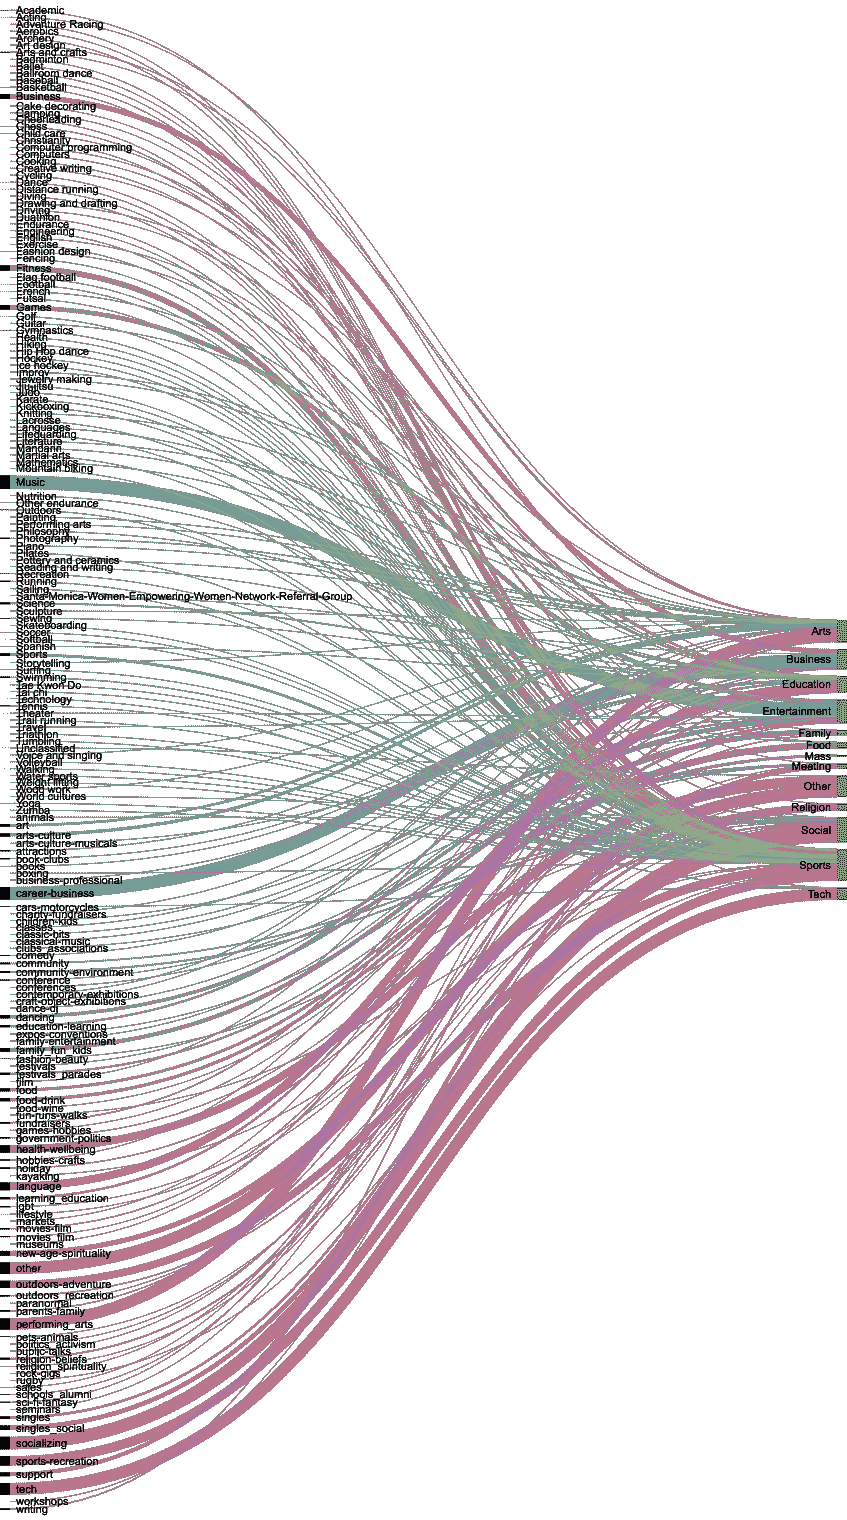 Academic
Acting
Adventure Racing
Aerobics
Archery
Art design
Arts and crafts
Badminton
Ballet
Ballroom dance
Baseball
Basketball
Business
Cake decorating
Camping
Cheerleading
Chess
Child care
Christianity
Computer programming
Computers
Cooking
Creative writing
Cycling
Dance
Distance running
Diving
Drawing and drafting
Driving
Duathlon
Endurance
Engineering
English
Exercise
Fashion design
Fencing
Fitness
Flag football
Football
French
Futsal
Games
Golf
Guitar
Gymnastics
Health
Hiking
Hip Hop dance
Hockey
Ice hockey
Improv
Jewelry making
Jiu-jitsu
Judo
Karate
Kickboxing
Knitting
Lacrosse
Languages
Lifeguarding
Literature
Mandarin
Martial arts
Mathematics
Mountain biking
Music
Nutrition
Other endurance
Outdoors
Painting
Performing arts
Philosophy
Photography
Piano
Pilates
Pottery and ceramics
Reading and writing
Recreation
Running
Sailing
Santa-Monica-Women-Empowering-Women-Network-Referral-Group
Science
Sculpture
Sewing
Skateboarding
Soccer
Softball
Spanish
Sports
Storytelling
Surfing
Swimming
Tae Kwon Do
Tai chi
Technology
Tennis
Theater
Trail running
Travel
Triathlon
Tumbling
Unclassified
Voice and singing
Volleyball
Walking
Water sports
Weight lifting
Wood work
World cultures
Yoga
Zumba
animals
art
arts-culture
arts-culture-musicals
attractions
book-clubs
books
boxing
business-professional
career-business
cars-motorcycles
charity-fundraisers
children-kids
classes
classic-hits
classical-music
clubs_associations
comedy
community
community-environment
conference
conferences
contemporary-exhibitions
craft-object-exhibitions
dance-dj
dancing
education-learning
expos-conventions
family-entertainment
family_fun_kids
fashion-beauty
festivals
festivals_parades
film
food
food-drink
food-wine
fun-runs-walks
fundraisers
games-hobbies
government-politics
health-wellbeing
hobbies-crafts
holiday
kayaking
language
learning_education
lgbt
lifestyle
markets
movies-film
movies_film
museums
new-age-spirituality
other
outdoors-adventure
outdoors_recreation
paranormal
parents-family
performing_arts
pets-animals
politics_activism
public-talks
religion-beliefs
religion_spirituality
rock-gigs
rugby
sales
schools_alumni
sci-fi-fantasy
seminars
singles
singles_social
socializing
sports-recreation
support
tech
workshops
writing
Arts
Business
Education
Entertainment
Family
Food
Mass
Meeting
Other
Religion
Social
Sports
Tach